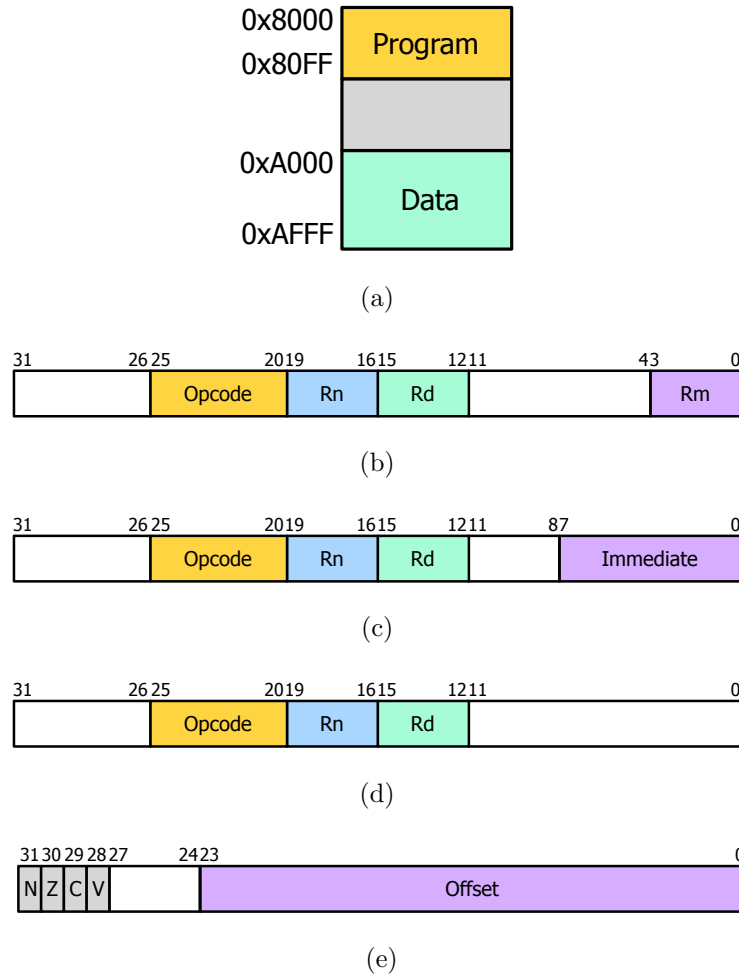 0x8000
Program
0x80FF
0xA000
Data
0xAFFF
(a)
31 26 25 20 19 16 15 12 11 4 3 0
Opcode Rn Rd Rm
(b)
31 26 25 20 19 16 15 12 11 8 7 0
Opcode Rn Rd Immediate
(c)
31 26 25 20 19 16 15 12 11 0
Opcode Rn Rd
(d)
31 30 29 28 27 24 23 0
N Z C V Offset
(e)